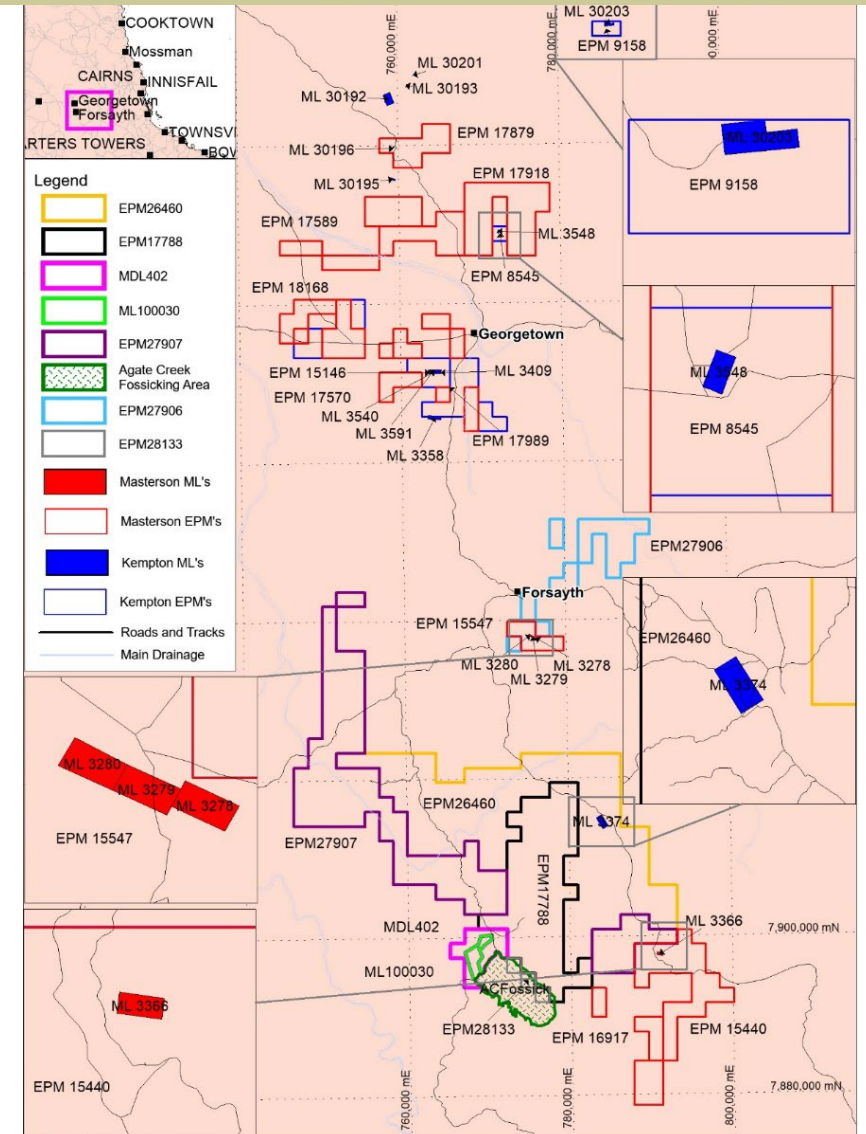 COOKTOWN
Mossman
CAIRNS
INNISFAIL
Georgetown
Forsayth
TOWNSVI
RTERS TOWERS
BOV
Legend
EPM26460
EPM17788
MDL402
ML100030
EPM27907
Agate Creek
Fossicking Area
EPM27906
EPM28133
Masterson ML's
Masterson EPM's
Kempton ML's
Kempton EPM's
Roads and Tracks
Main Drainage
760,000 mE
780,000 mE
0,000 mE
ML 30203
EPM 9158
ML 30201
ML 30193
ML 30192
EPM 17879
ML 30196
ML 30195
EPM 17918
EPM 17589
ML 3548
EPM 8545
EPM 18168
Georgetown
EPM 15146
ML 3409
EPM 17570
ML 3540
ML 3591
EPM 17989
ML 3358
ML 30203
EPM 9158
ML 3548
EPM 8545
EPM27906
Forsayth
EPM 15547
ML 3280
ML 3278
ML 3279
EPM26460
ML 3374
ML 3280
ML 3279
ML 3278
EPM 15547
EPM26460
EPM27907
ML 3374
EPM17788
MDL402
ML 3366
7,900,000 mN
ML100030
ACFossick
EPM28133
EPM 16917
EPM 15440
ML 3366
EPM 15440
7,880,000 mN
760,000 mE
780,000 mE
800,000 mE